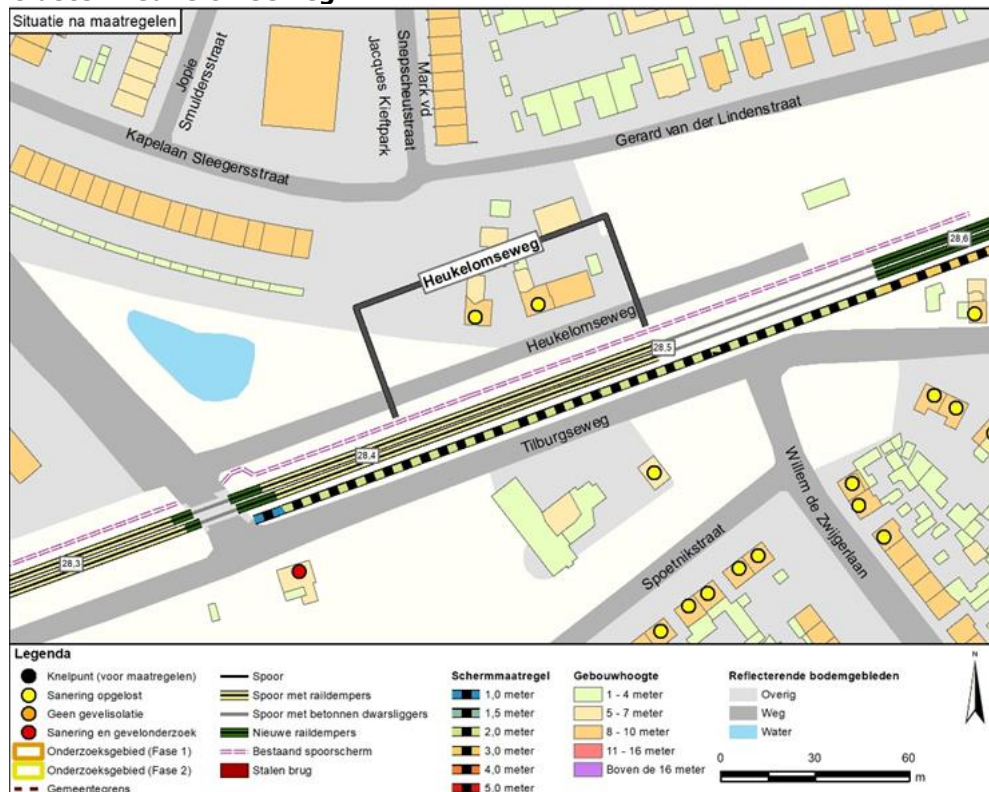 Situatie na maatregelen
Jopie
Smuldersstraat
Jacques Kieftpark
Snepscheutstraat
Mark vd
Gerard van der Lindenstraat
Kapelaan Sleegersstraat
Heukelomseweg
28,6
Heukelomseweg
28,5
28,4
Tilburgseweg
28,3
Willem de Zwijgerlaan
Spoetnikstraat
Legenda
Knelpunt (voor maatregelen)
Sanering opgelost
Geen gevelisolatie
Sanering en gevelonderzoek
Onderzoeksgebied (Fase 1)
Onderzoeksgebied (Fase 2)
Gemeentegrens
Spoor
Spoor met raildempers
Spoor met betonnen dwarsliggers
Nieuwe raildempers
Bestaand spoorscherm
Stalen brug
Schermmaatregel
1,0 meter
1,5 meter
2,0 meter
3,0 meter
4,0 meter
5,0 meter
Gebouwhoogte
1 - 4 meter
5 - 7 meter
8 - 10 meter
11 - 16 meter
Boven de 16 meter
Reflecterende bodemgebieden
Overig
Weg
Water
N
0 30 60
m